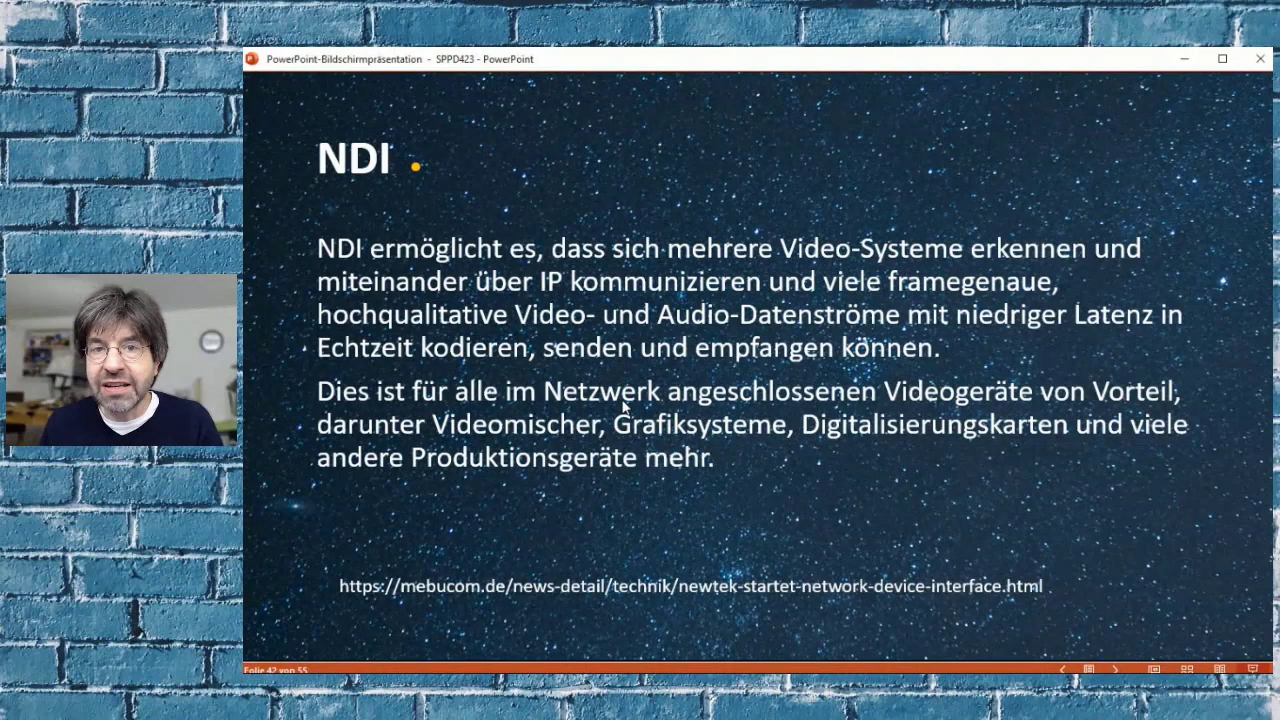 PowerPoint-Bildschirmpräsentation - SPPD423 - PowerPoint
NDI
NDI ermöglicht es, dass sich mehrere Video-Systeme erkennen und
miteinander über IP kommunizieren und viele framegenaue,
hochqualitative Video- und Audio-Datenströme mit niedriger Latenz in
Echtzeit kodieren, senden und empfangen können.
Dies ist für alle im Netzwerk angeschlossenen Videogeräte von Vorteil,
darunter Videomischer, Grafiksysteme, Digitalisierungskarten und viele
andere Produktionsgeräte mehr.
https://mebucom.de/news-detail/technik/newtek-startet-network-device-interface.html
Folie 42 von 55